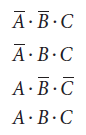 A̅ · B̅ · C
A̅ · B · C
A · B̅ · C̅
A · B · C